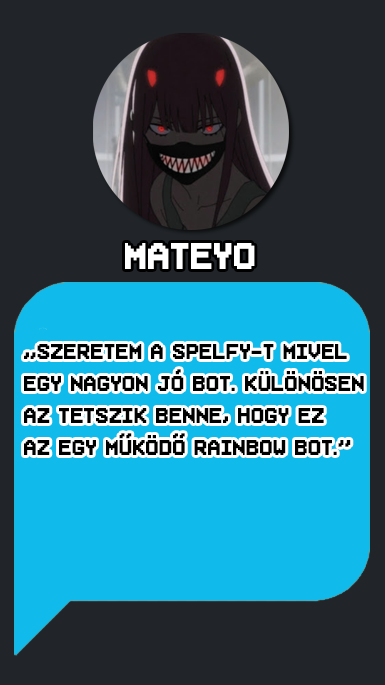 MATEYO
„SZERETEM A SPELFY-T MIVEL
EGY NAGYON JÓ BOT. KÜLÖNÖSEN
AZ TETSZIK BENNE, HOGY EZ
AZ EGY MŰKÖDŐ RAINBOW BOT.”